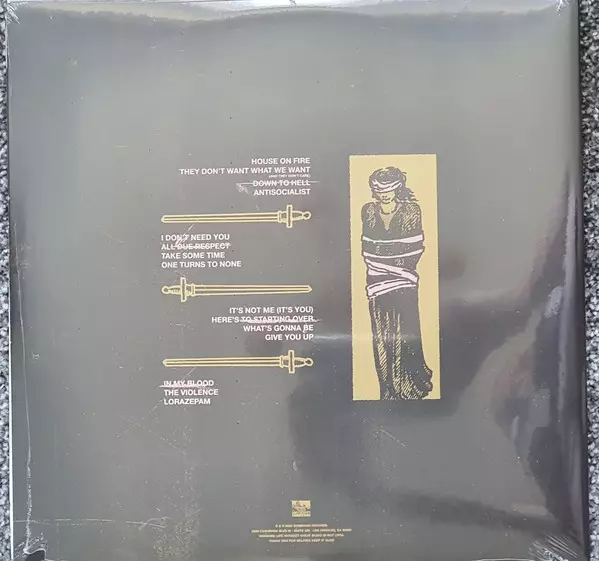 HOUSE ON FIRE
THEY DON'T WANT WHAT WE WANT
(AND THEY DON'T CARE)
DOWN TO HELL
ANTISOCIALIST
I DON'T NEED YOU
ALL DUE RESPECT
TAKE SOME TIME
ONE TURNS TO NONE
IT'S NOT ME (IT'S YOU)
HERE'S TO STARTING OVER
WHAT'S GONNA BE
GIVE YOU UP
IN MY BLOOD
THE VIOLENCE
LORAZEPAM